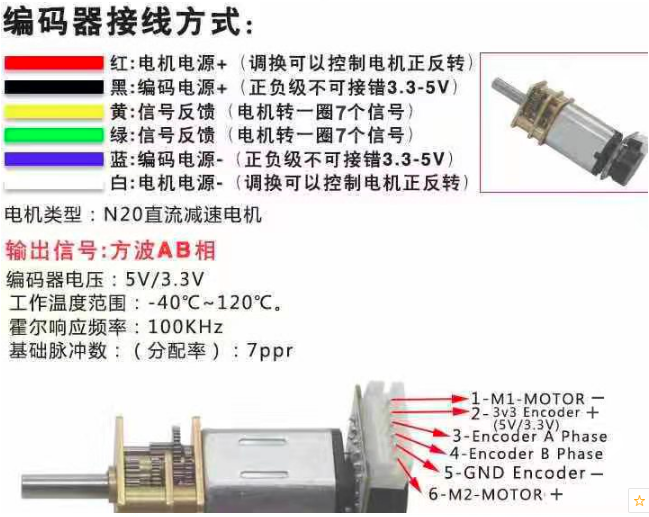 编码器接线方式:
红:电机电源+（调换可以控制电机正反转）
黑:编码电源+（正负级不可接错3.3-5V）
黄:信号反馈（电机转一圈7个信号）
绿:信号反馈（电机转一圈7个信号）
蓝:编码电源-（正负级不可接错3.3-5V）
白:电机电源-（调换可以控制电机正反转）
电机类型：N20直流减速电机
输出信号:方波AB相
编码器电压：5V/3.3V
工作温度范围：-40℃~120℃。
霍尔响应频率：100KHz
基础脉冲数：（分配率）：7ppr
1-M1-MOTOR －
2-3v3 Encoder +
(5V/3.3V)
3-Encoder A Phase
4-Encoder B Phase
5-GND Encoder－
6-M2-MOTOR +